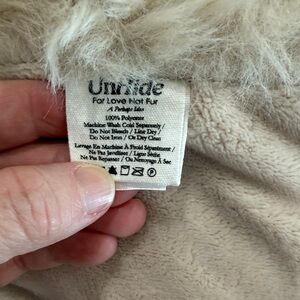 UnHide
For Love Not Fur
100% Polyester
Machine Wash Cold Separately /
Do Not Bleach / Line Dry /
Do Not Iron / Or Dry Clean
Lavage En Machine À Froid Séparément /
Ne Pas Javelliser / Ligne Sèche /
Ne Pas Repasser / Ou Nettoyage À Sec